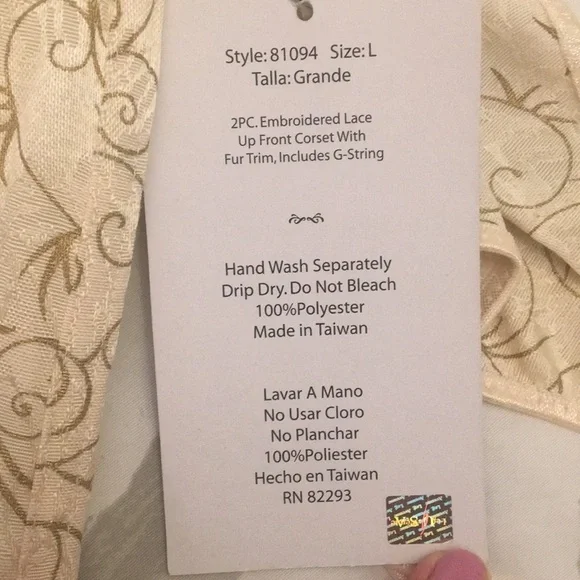 Style: 81094 Size: L
Talla: Grande
2PC. Embroidered Lace
Up Front Corset With
Fur Trim, Includes G-String
Hand Wash Separately
Drip Dry. Do Not Bleach
100%Polyester
Made in Taiwan
Lavar A Mano
No Usar Cloro
No Planchar
100%Poliester
Hecho en Taiwan
RN 82293